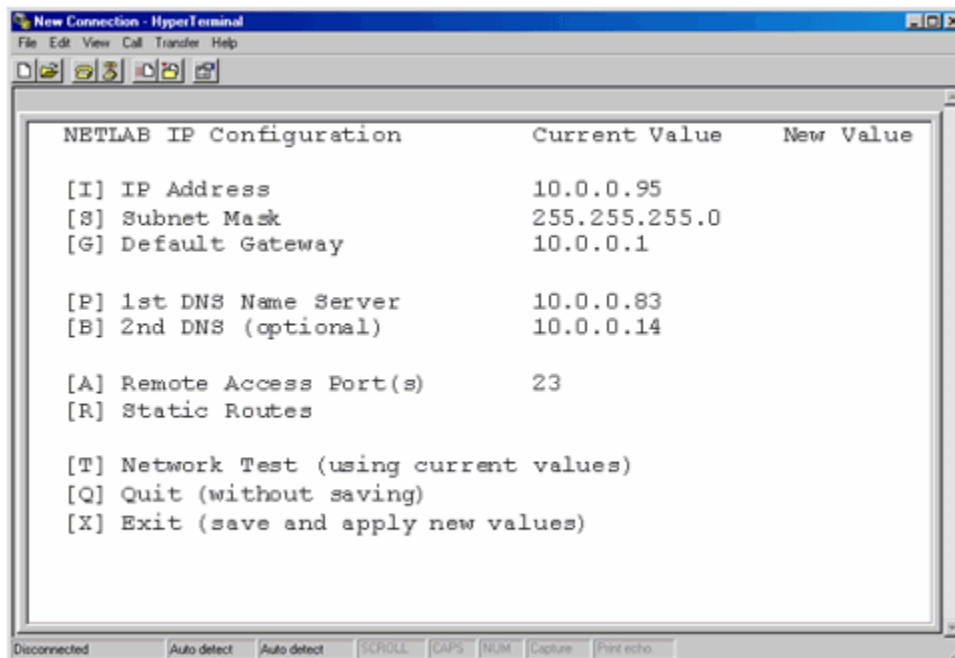 New Connection - HyperTerminal
File Edit View Call Transfer Help
NETLAB IP Configuration Current Value New Value
[I] IP Address 10.0.0.95
[S] Subnet Mask 255.255.255.0
[G] Default Gateway 10.0.0.1
[P] 1st DNS Name Server 10.0.0.83
[B] 2nd DNS (optional) 10.0.0.14
[A] Remote Access Port(s) 23
[R] Static Routes
[T] Network Test (using current values)
[Q] Quit (without saving)
[X] Exit (save and apply new values)
Disconnected Auto detect Auto detect SCROLL CAPS NUM Capture Print echo